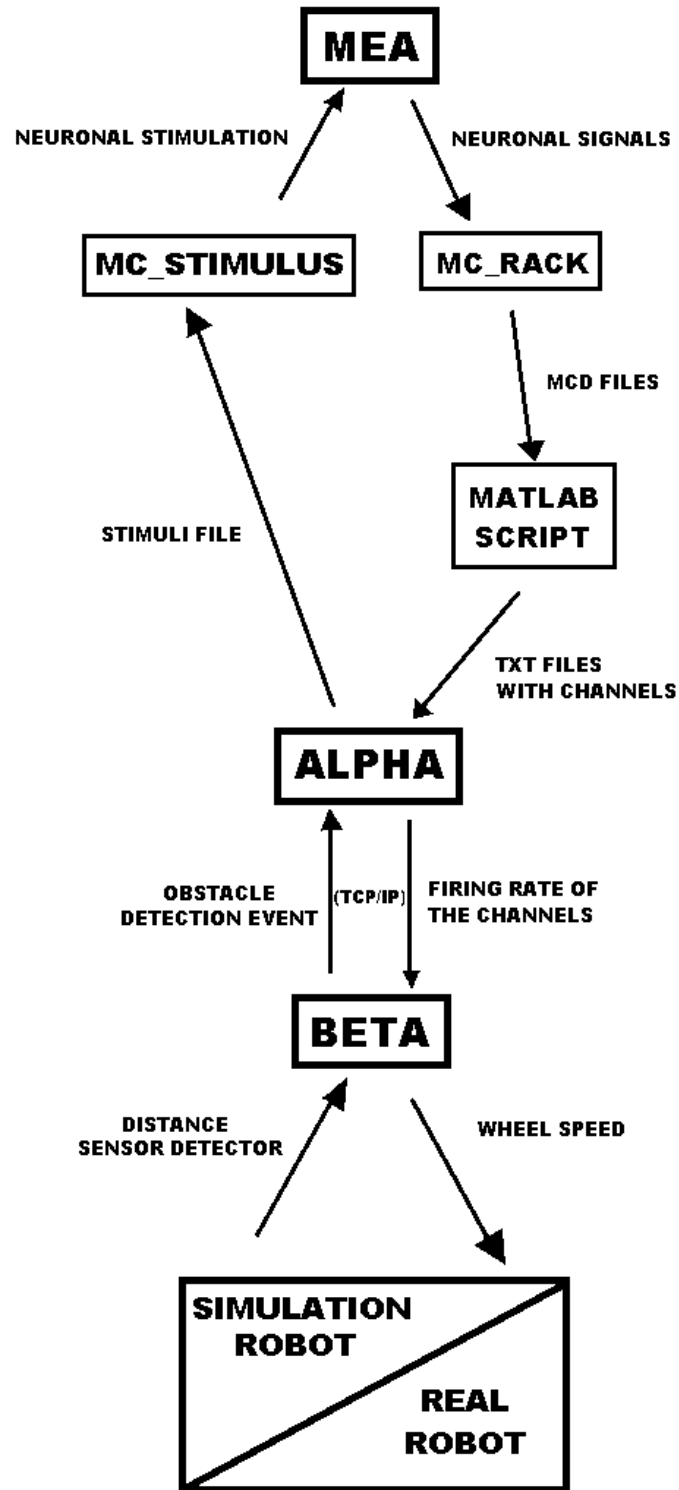 MEA
NEURONAL STIMULATION
NEURONAL SIGNALS
MC_STIMULUS
MC_RACK
MCD FILES
MATLAB
SCRIPT
STIMULI FILE
TXT FILES
WITH CHANNELS
ALPHA
OBSTACLE
DETECTION EVENT
(TCP/IP)
FIRING RATE OF
THE CHANNELS
BETA
DISTANCE
SENSOR DETECTOR
WHEEL SPEED
SIMULATION
ROBOT
REAL
ROBOT